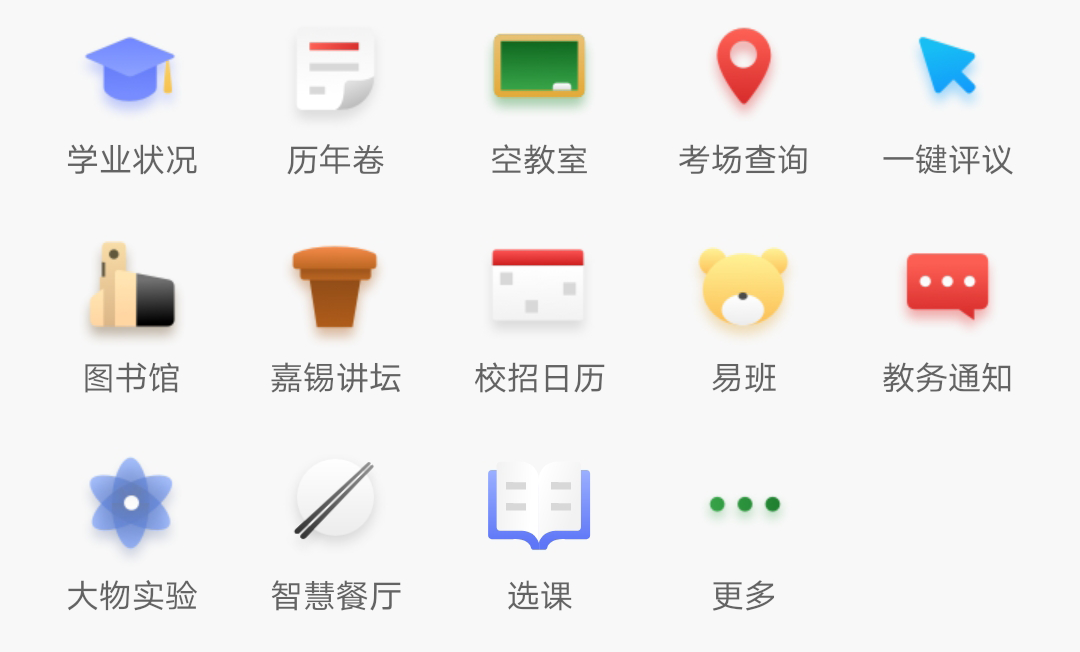 学业状况
历年卷
空教室
考场查询
一键评议
图书馆
嘉锡讲坛
校招日历
易班
教务通知
大物实验
智慧餐厅
选课
更多